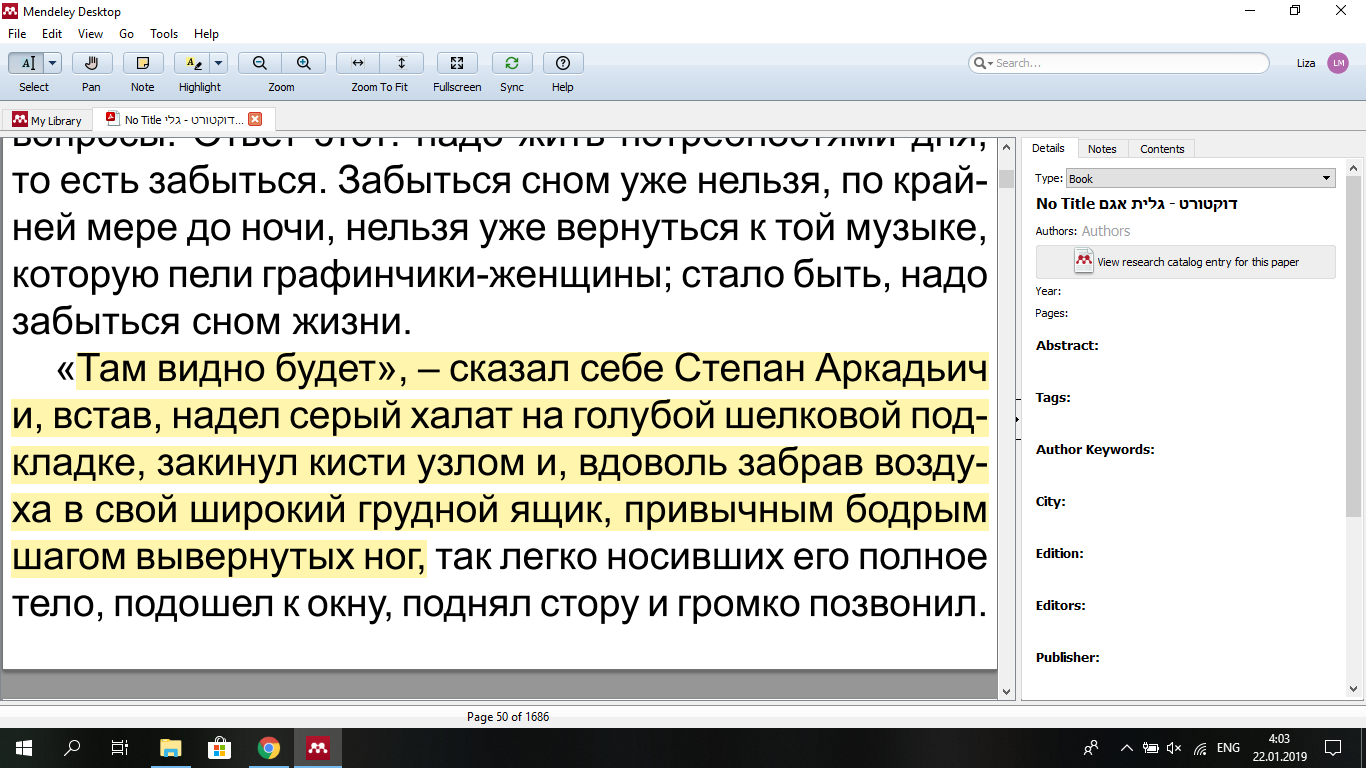 Mendeley Desktop
File Edit View Go Tools Help
Select Pan Note Highlight Zoom Zoom To Fit Fullscreen Sync Help
Search... Liza LM
My Library No Title דוקטורט - גלי...
вопросы. Ответ этот: надо жить потребностями дня,
то есть забыться. Забыться сном уже нельзя, по край-
ней мере до ночи, нельзя уже вернуться к той музыке,
которую пели графинчики-женщины; стало быть, надо
забыться сном жизни.
«Там видно будет», – сказал себе Степан Аркадьич
и, встав, надел серый халат на голубой шелковой под-
кладке, закинул кисти узлом и, вдоволь забрав возду-
ха в свой широкий грудной ящик, привычным бодрым
шагом вывернутых ног, так легко носивших его полное
тело, подошел к окну, поднял стору и громко позвонил.
Details Notes Contents
Type: Book
No Title דוקטורט - גלית אגם
Authors: Authors
View research catalog entry for this paper
Year:
Pages:
Abstract:
Tags:
Author Keywords:
City:
Edition:
Editors:
Publisher:
Page 50 of 1686
ENG
4:03
22.01.2019